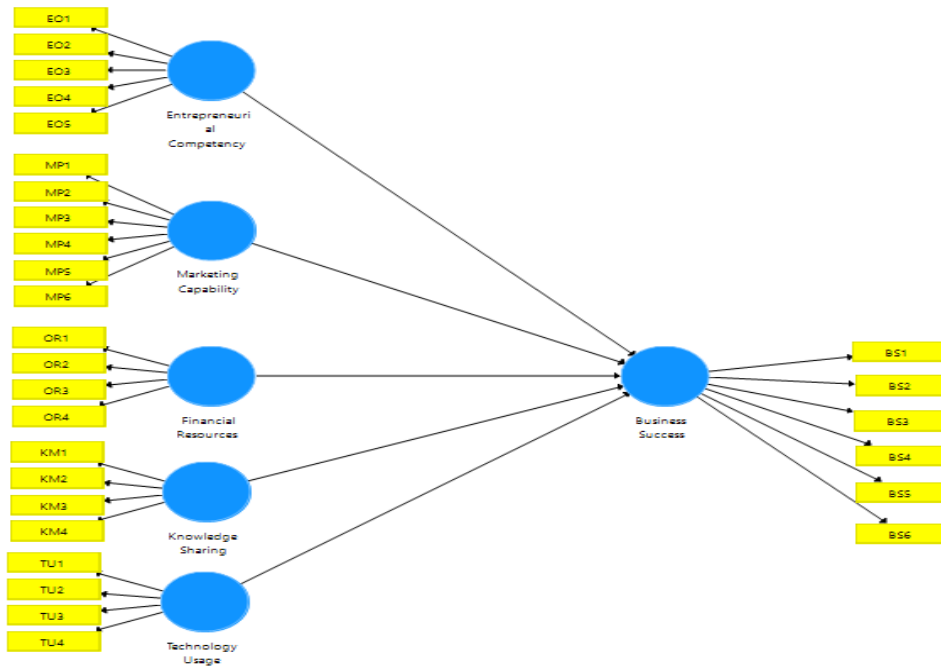 EO1
EO2
EO3
EO4
EO5
Entrepreneuri
al
Competency
MP1
MP2
MP3
MP4
MP5
MP6
Marketing
Capability
OR1
OR2
OR3
OR4
Financial
Resources
KM1
KM2
KM3
KM4
Knowledge
Sharing
TU1
TU2
TU3
TU4
Technology
Usage
Business
Success
BS1
BS2
BS3
BS4
BS5
BS6